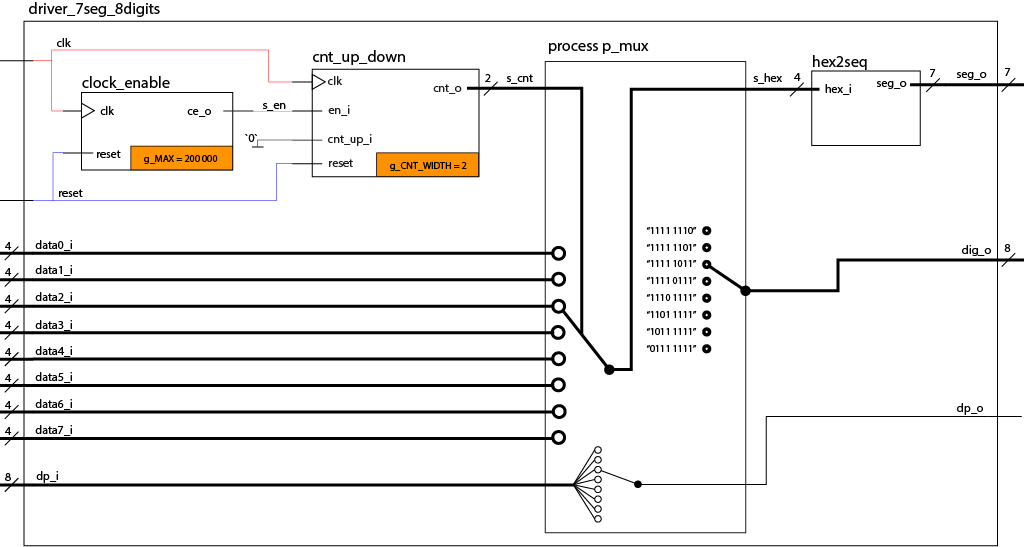 driver_7seg_8digits
clk
clock_enable
clk
ce_o
reset
g_MAX = 200 000
s_en
cnt_up_down
clk
cnt_o
en_i
`0`
cnt_up_i
reset
g_CNT_WIDTH = 2
reset
2
s_cnt
process p_mux
s_hex
4
hex2seq
hex_i
seg_o
7
seg_o
7
4
data0_i
4
data1_i
4
data2_i
4
data3_i
4
data4_i
4
data5_i
4
data6_i
4
data7_i
8
dp_i
“1111 1110”
“1111 1101”
“1111 1011”
“1111 0111”
“1110 1111”
“1101 1111”
“1011 1111”
“0111 1111”
dig_o
8
dp_o